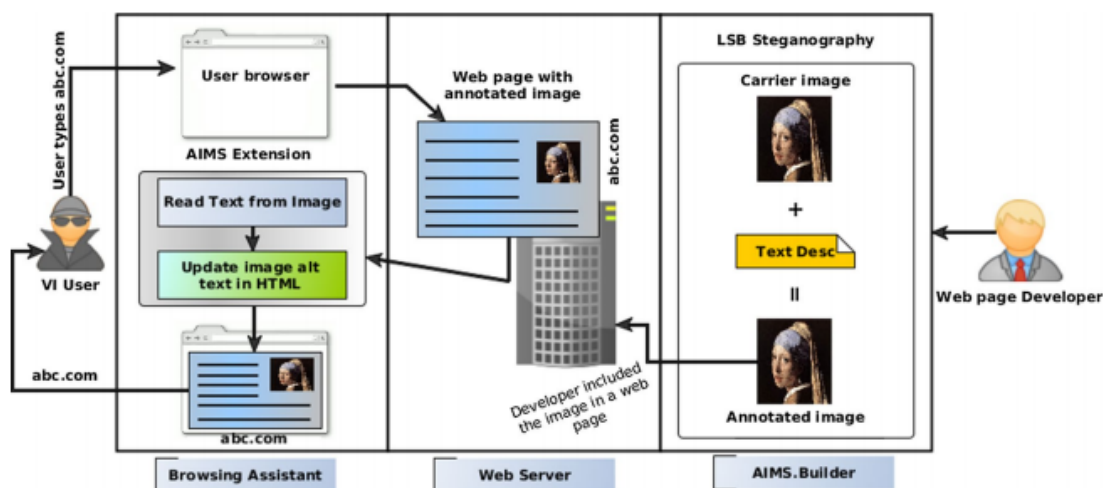 User types abc.com
VI User
abc.com
User browser
AIMS Extension
Read Text from Image
Update image alt
text in HTML
abc.com
Browsing Assistant
Web page with
annotated image
abc.com
Developer included
the image in a web
page
Web Server
LSB Steganography
Carrier image
+
Text Desc
=
Annotated image
AIMS.Builder
Web page Developer